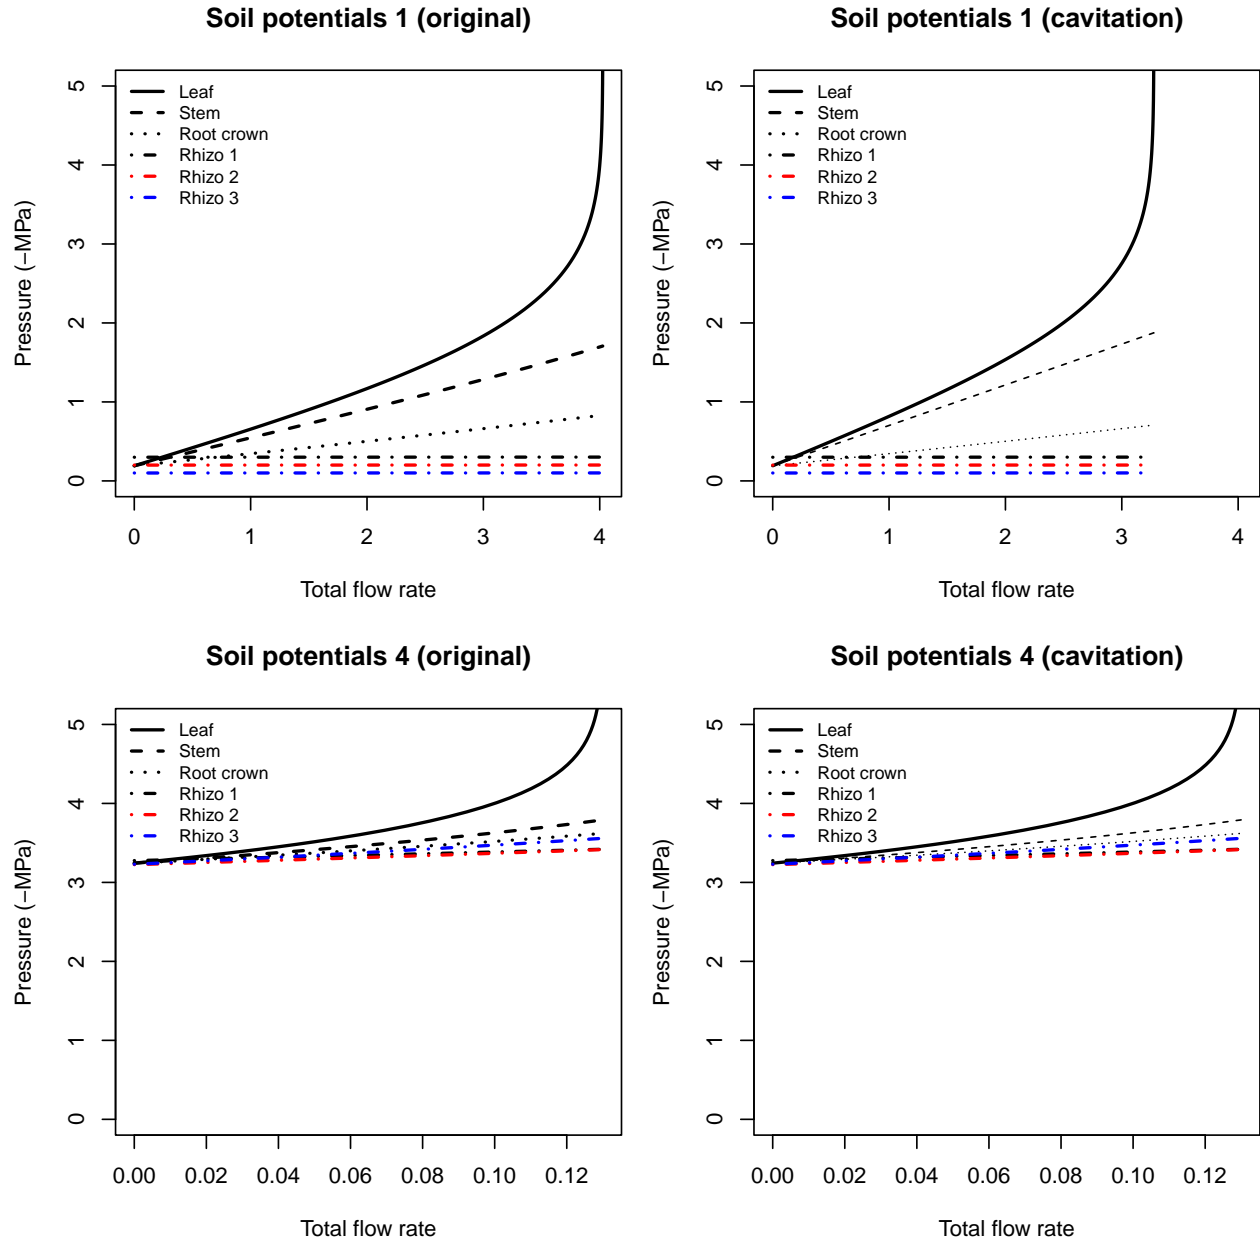 Soil potentials 1 (original)
Pressure (−MPa)
5
4
3
2
1
0
Leaf
Stem
Root crown
Rhizo 1
Rhizo 2
Rhizo 3
0 1 2 3 4
Total flow rate
Soil potentials 1 (cavitation)
Pressure (−MPa)
5
4
3
2
1
0
Leaf
Stem
Root crown
Rhizo 1
Rhizo 2
Rhizo 3
0 1 2 3 4
Total flow rate
Soil potentials 4 (original)
Pressure (−MPa)
5
4
3
2
1
0
Leaf
Stem
Root crown
Rhizo 1
Rhizo 2
Rhizo 3
0.00 0.02 0.04 0.06 0.08 0.10 0.12
Total flow rate
Soil potentials 4 (cavitation)
Pressure (−MPa)
5
4
3
2
1
0
Leaf
Stem
Root crown
Rhizo 1
Rhizo 2
Rhizo 3
0.00 0.02 0.04 0.06 0.08 0.10 0.12
Total flow rate